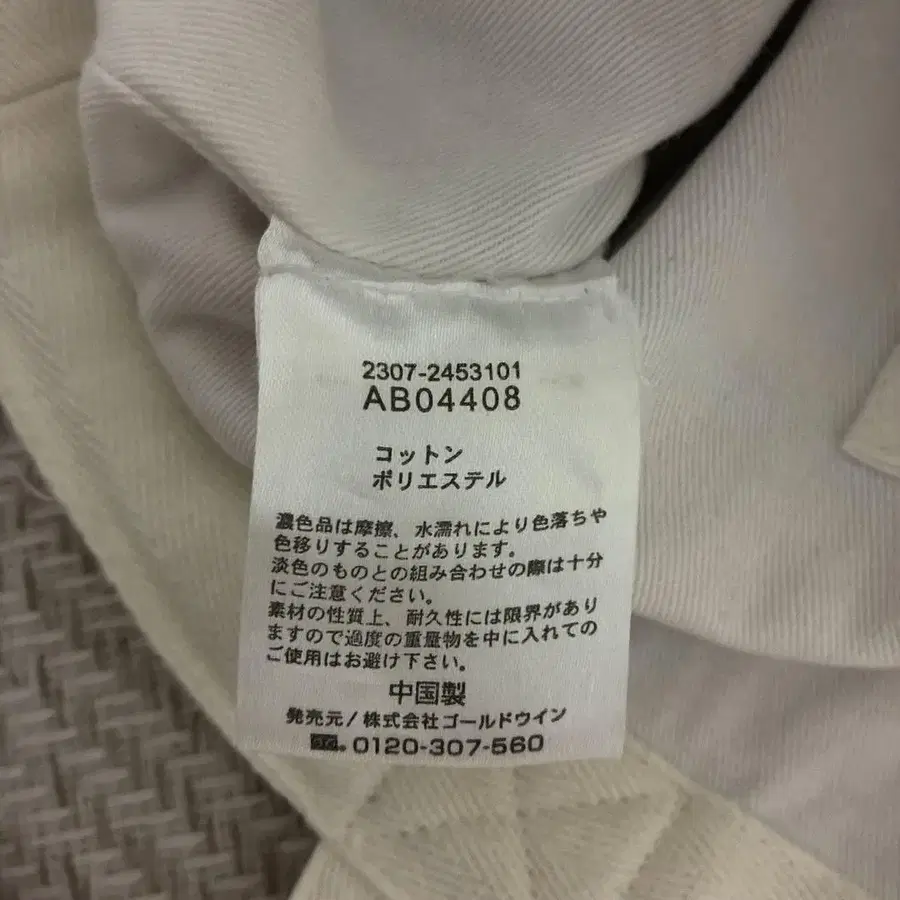 2307-2453101
AB04408
コットン
ポリエステル
濃色品は摩擦、水濡れにより色落ちや
色移りすることがあります。
淡色のものとの組み合わせの際は十分
にご注意ください。
素材の性質上、耐久性には限界があり
ますので過度の重量物を中に入れての
ご使用はお避け下さい。
中国製
発売元/株式会社ゴールドウイン
0120-307-560